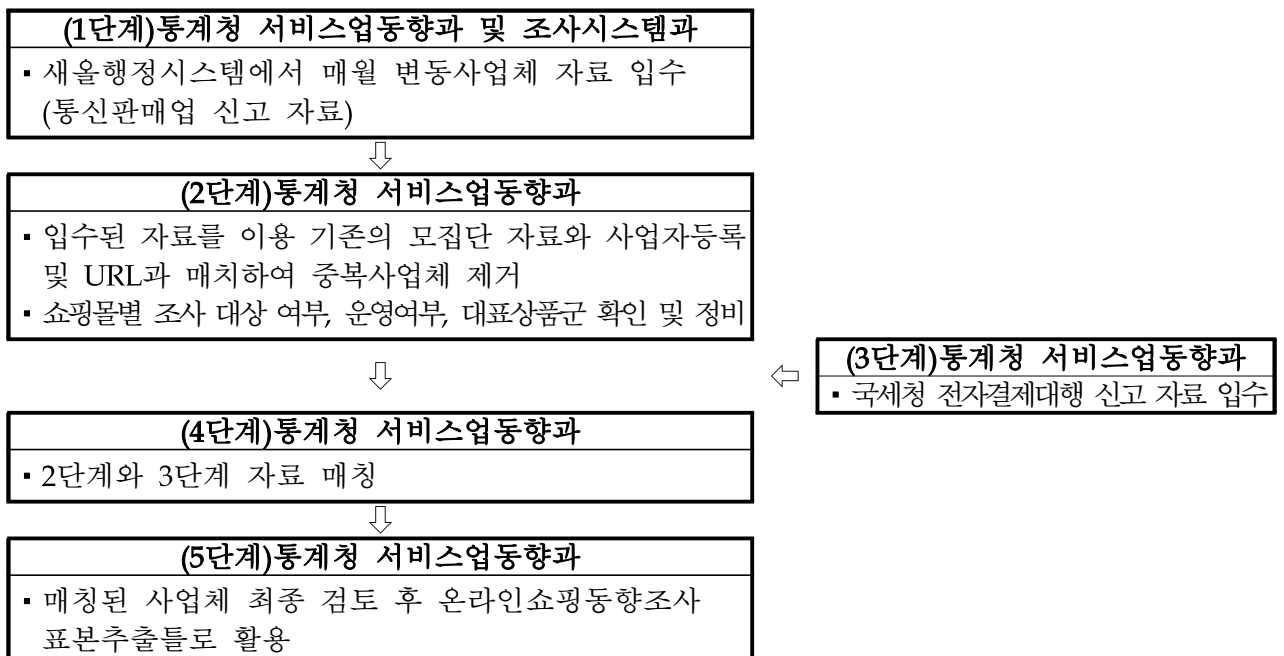 (1단계)통계청 서비스업동향과 및 조사시스템과
▪ 새올행정시스템에서 매월 변동사업체 자료 입수
(통신판매업 신고 자료)
⇩
(2단계)통계청 서비스업동향과
▪ 입수된 자료를 이용 기존의 모집단 자료와 사업자등록
및 URL과 매치하여 중복사업체 제거
▪ 쇼핑몰별 조사 대상 여부, 운영여부, 대표상품군 확인 및 정비
⇩
⇦
(3단계)통계청 서비스업동향과
▪ 국세청 전자결제대행 신고 자료 입수
(4단계)통계청 서비스업동향과
▪ 2단계와 3단계 자료 매칭
⇩
(5단계)통계청 서비스업동향과
▪ 매칭된 사업체 최종 검토 후 온라인쇼핑동향조사
표본추출틀로 활용